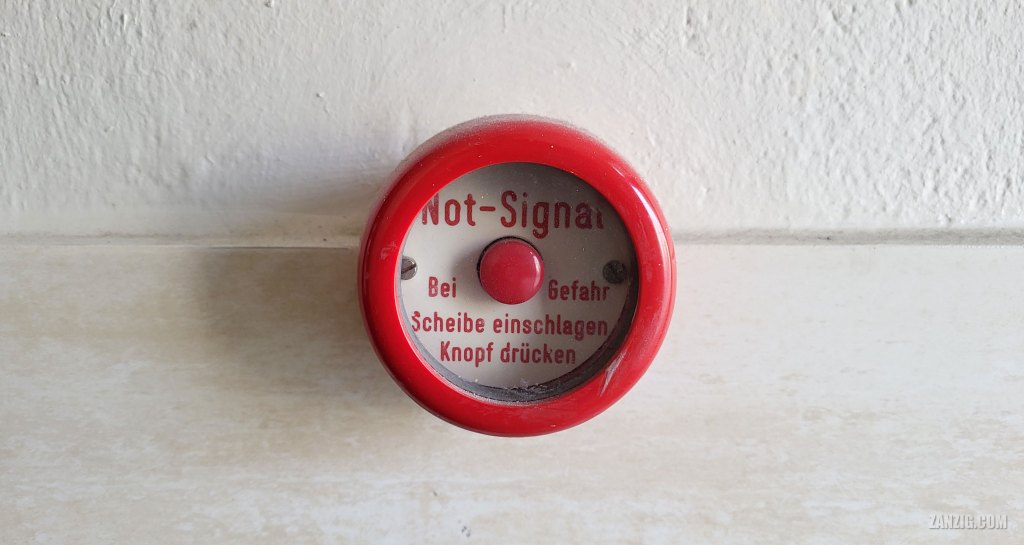 Not-Signal
Bei Gefahr
Scheibe einschlagen
Knopf drücken
ZANZIG.COM